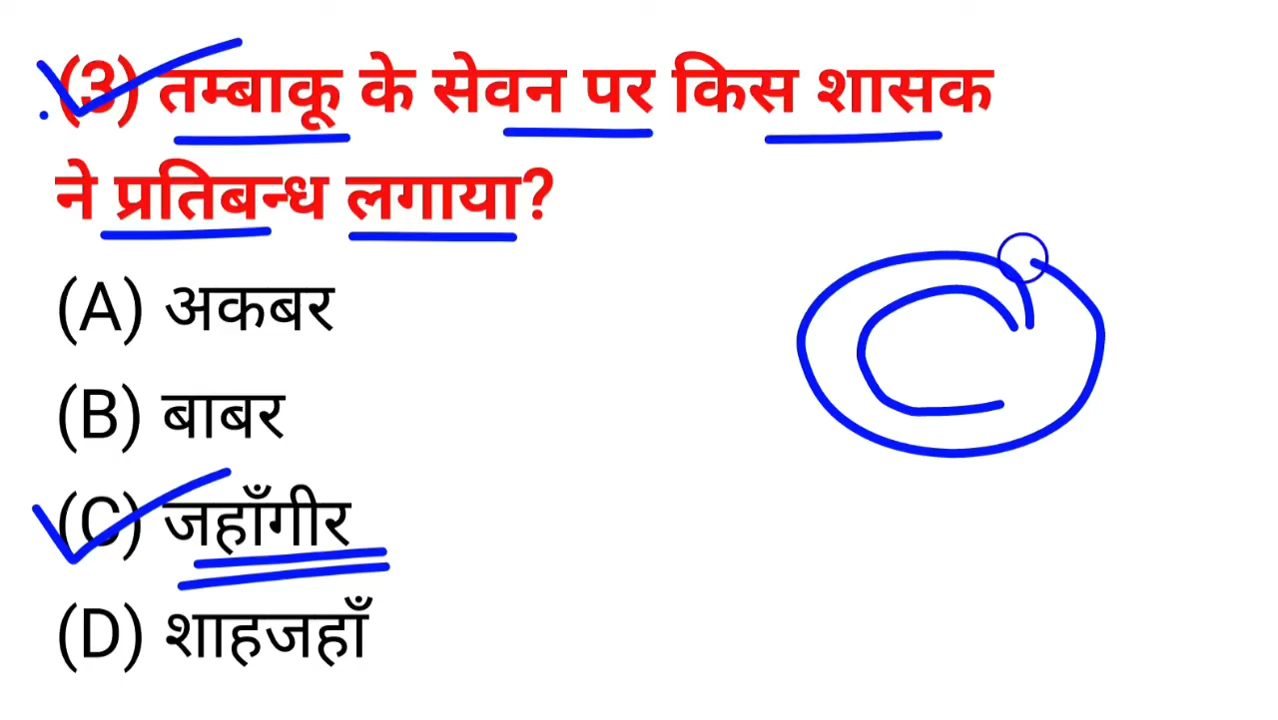 (3) तम्बाकू के सेवन पर किस शासक
ने प्रतिबन्ध लगाया?
(A) अकबर
(B) बाबर
(C) जहाँगीर
(D) शाहजहाँ
C